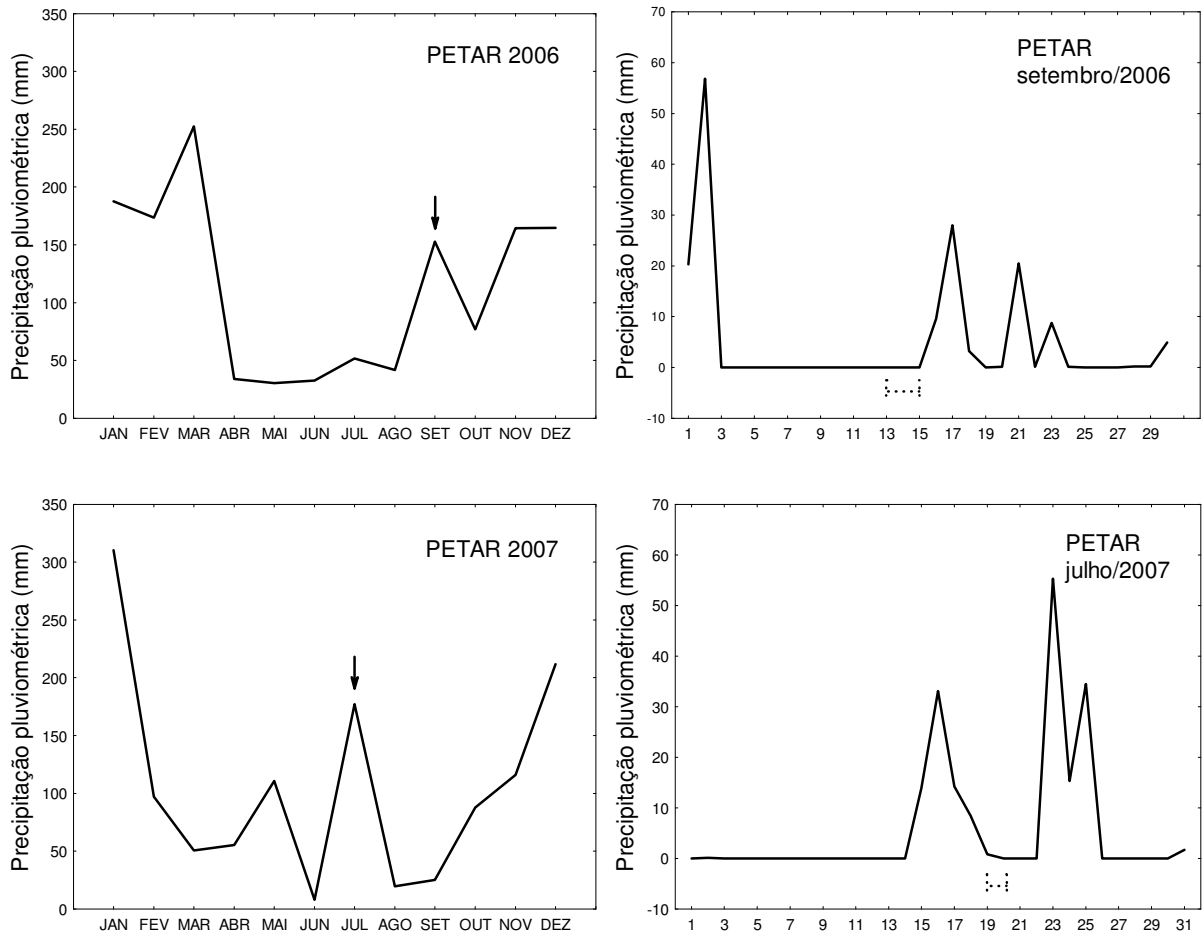 PETAR 2006
Precipitação pluviométrica (mm)
350
300
250
200
150
100
50
0
JAN FEV MAR ABR MAI JUN JUL AGO SET OUT NOV DEZ
PETAR
setembro/2006
Precipitação pluviométrica (mm)
70
60
50
40
30
20
10
0
-10
1 3 5 7 9 11 13 15 17 19 21 23 25 27 29
PETAR 2007
Precipitação pluviométrica (mm)
350
300
250
200
150
100
50
0
JAN FEV MAR ABR MAI JUN JUL AGO SET OUT NOV DEZ
PETAR
julho/2007
Precipitação pluviométrica (mm)
70
60
50
40
30
20
10
0
-10
1 3 5 7 9 11 13 15 17 19 21 23 25 27 29 31